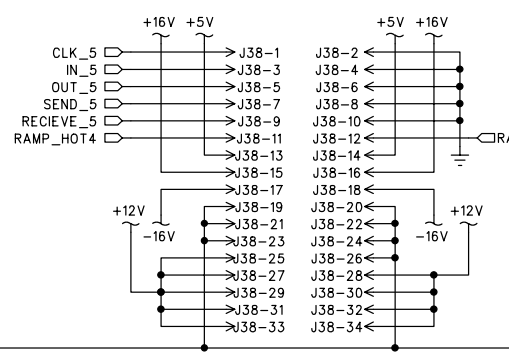 +16V +5V +5V +16V
CLK_5 J38-1 J38-2
IN_5 J38-3 J38-4
OUT_5 J38-5 J38-6
SEND_5 J38-7 J38-8
RECIEVE_5 J38-9 J38-10
RAMP_HOT4 J38-11 J38-12 RA
J38-13 J38-14
J38-15 J38-16
J38-17 J38-18
+12V J38-19 J38-20 +12V
J38-21 J38-22
-16V J38-23 J38-24 -16V
J38-25 J38-26
J38-27 J38-28
J38-29 J38-30
J38-31 J38-32
J38-33 J38-34